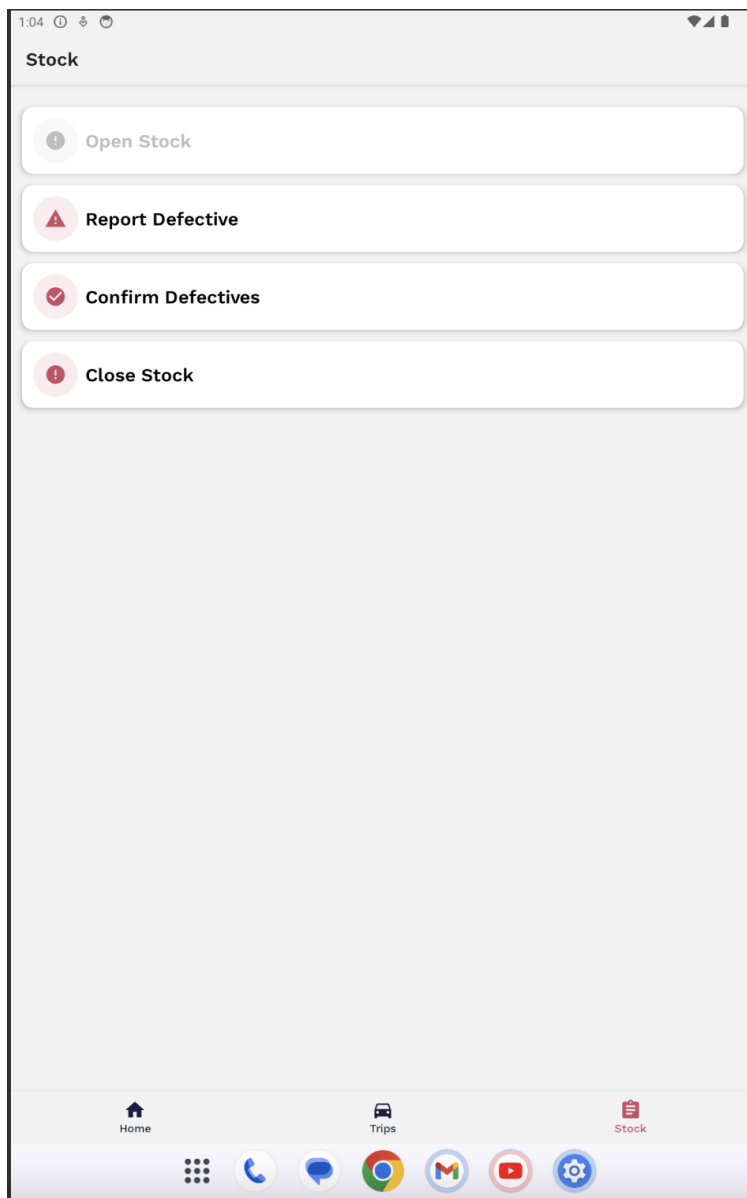 1:04
Stock
Open Stock
Report Defective
Confirm Defectives
Close Stock
Home
Trips
Stock